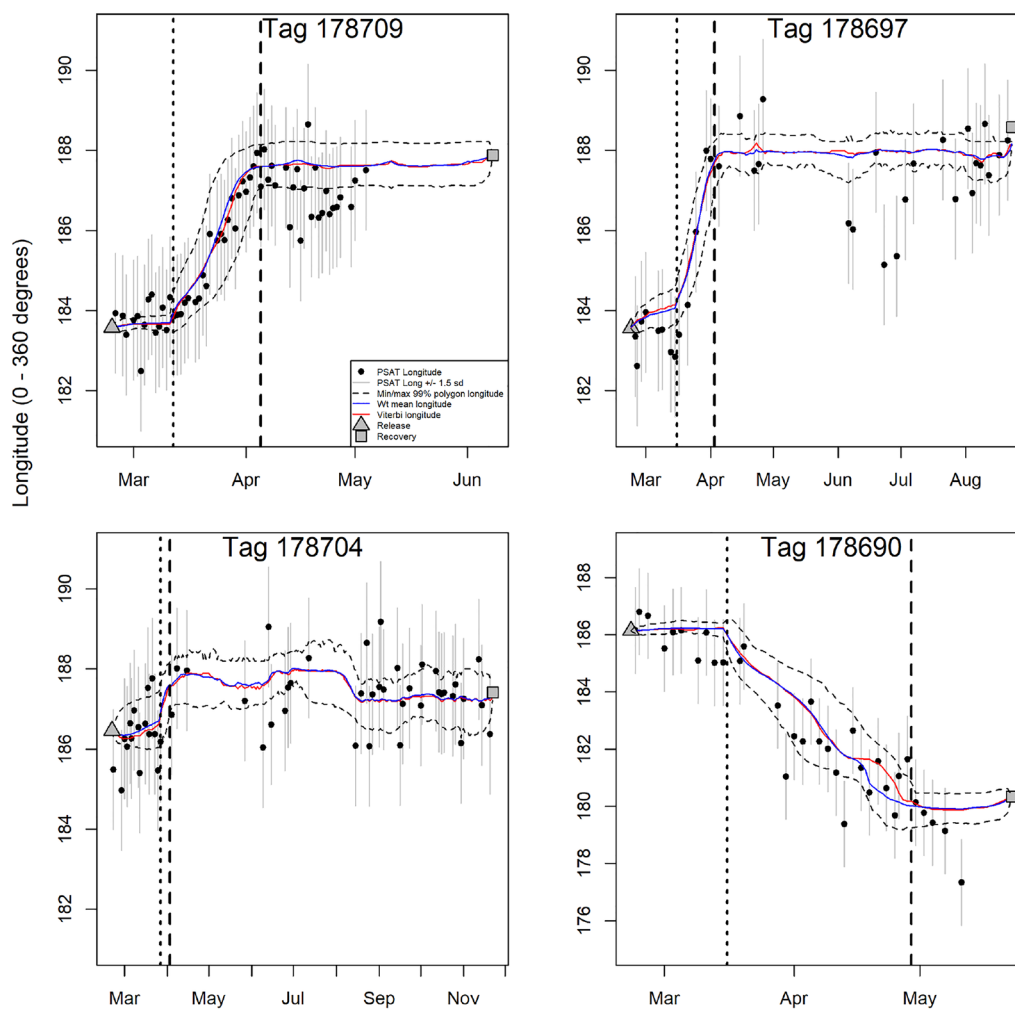 Longitude (0 - 360 degrees)
Tag 178709
190
188
186
184
182
PSAT Longitude
PSAT Long +/- 1.5 sd
Min/max 99% polygon longitude
Wt mean longitude
Viterbi longitude
Release
Recovery
Mar Apr May Jun
Tag 178697
190
188
186
184
182
Mar Apr May Jun Jul Aug
Tag 178704
190
188
186
184
182
Mar May Jul Sep Nov
Tag 178690
188
186
184
182
180
178
176
Mar Apr May